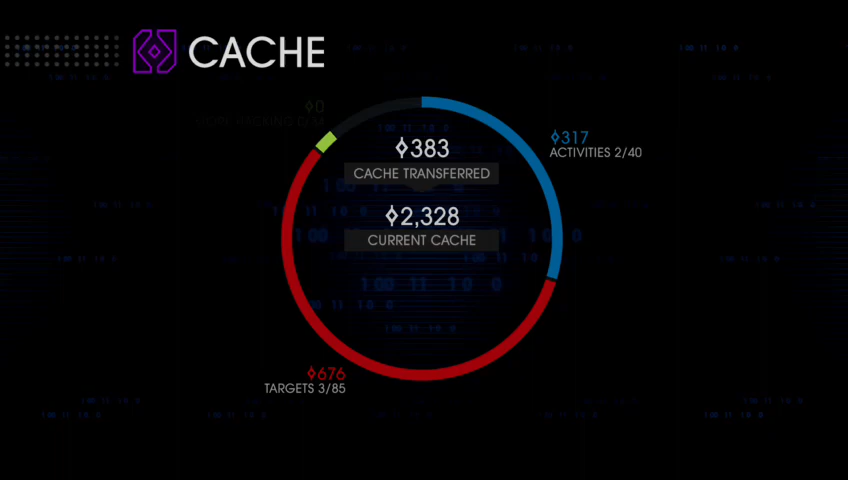 CACHE
0
383
CACHE TRANSFERRED
317
ACTIVITIES 2/40
2,328
CURRENT CACHE
676
TARGETS 3/85